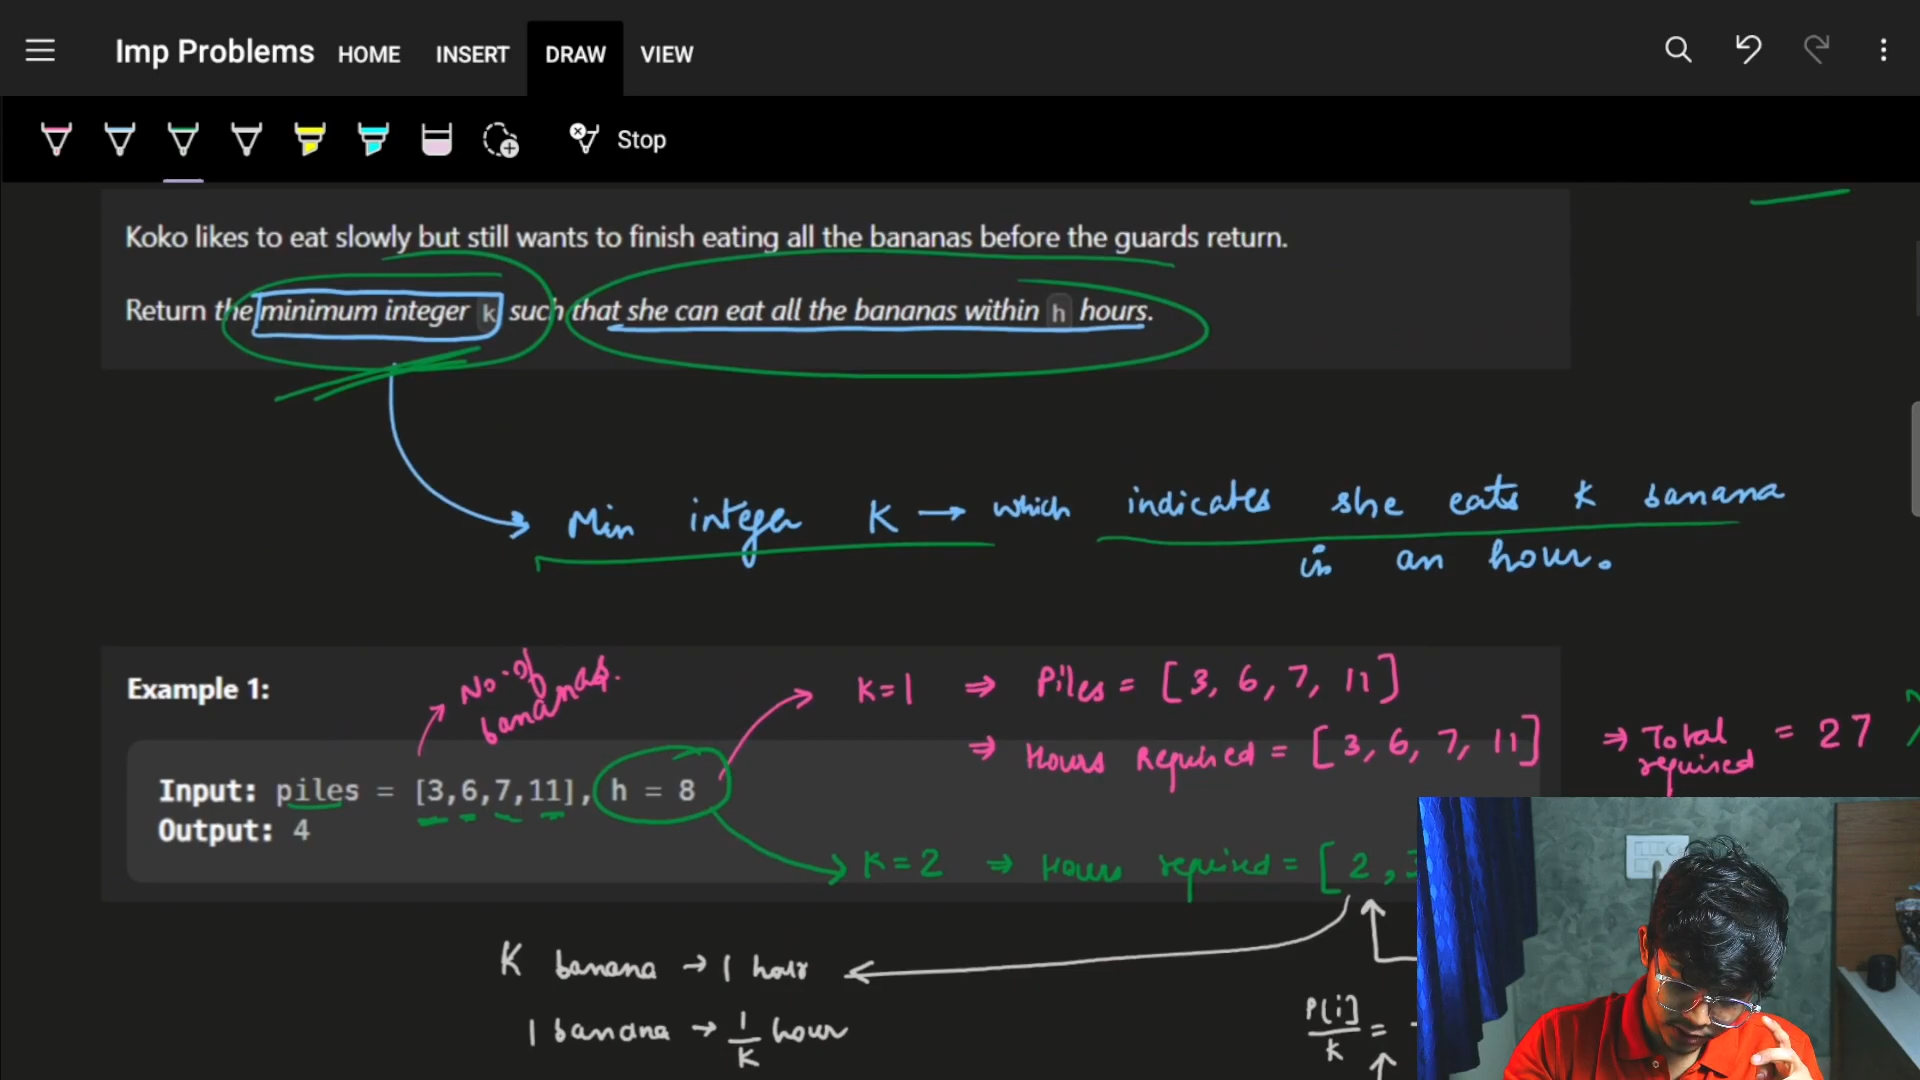 Imp Problems HOME INSERT DRAW VIEW
Stop
Koko likes to eat slowly but still wants to finish eating all the bananas before the guards return.
Return the minimum integer k such that she can eat all the bananas within h hours.
Min integer K → which indicates she eats k banana
in an hour.
Example 1:
No. of
bananas.
K=1 ⇒ Piles = [3, 6, 7, 11]
⇒ Hours Required = [3, 6, 7, 11] ⇒ Total required = 27
Input: piles = [3,6,7,11], h = 8
Output: 4
K=2 ⇒ Hours required = [2, 3
K banana → 1 hour
1 banana → 1/K hour
P[i]/K =